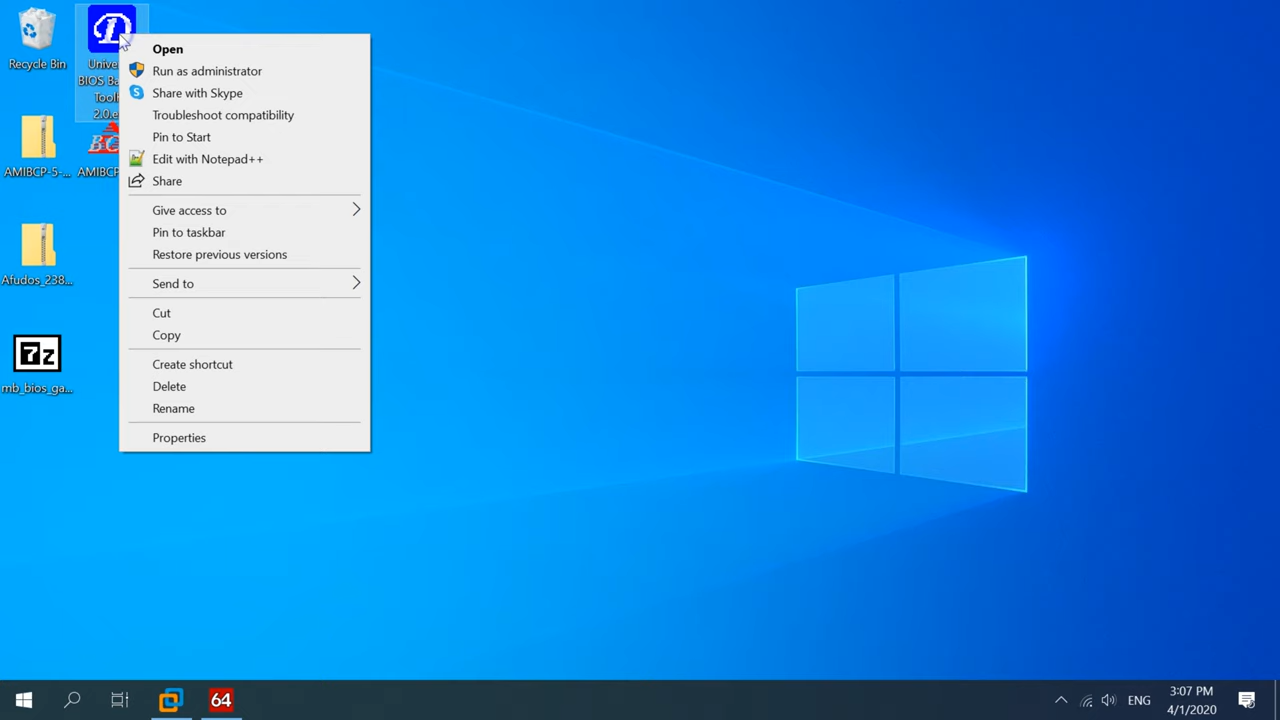 Recycle Bin
Unive
BIOS Ba
Tool
2.0.e
AMIBCP-5-...
AMIBCP
Afudos_238...
7z
mb_bios_ga...
Open
Run as administrator
Share with Skype
Troubleshoot compatibility
Pin to Start
Edit with Notepad++
Share
Give access to
Pin to taskbar
Restore previous versions
Send to
Cut
Copy
Create shortcut
Delete
Rename
Properties
64
ENG
3:07 PM
4/1/2020